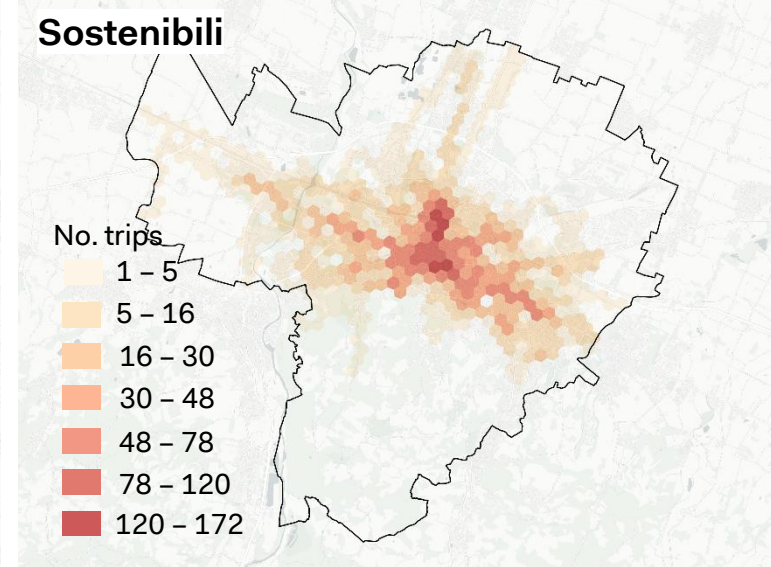 Sostenibili
No. trips
1 – 5
5 – 16
16 – 30
30 – 48
48 – 78
78 – 120
120 – 172